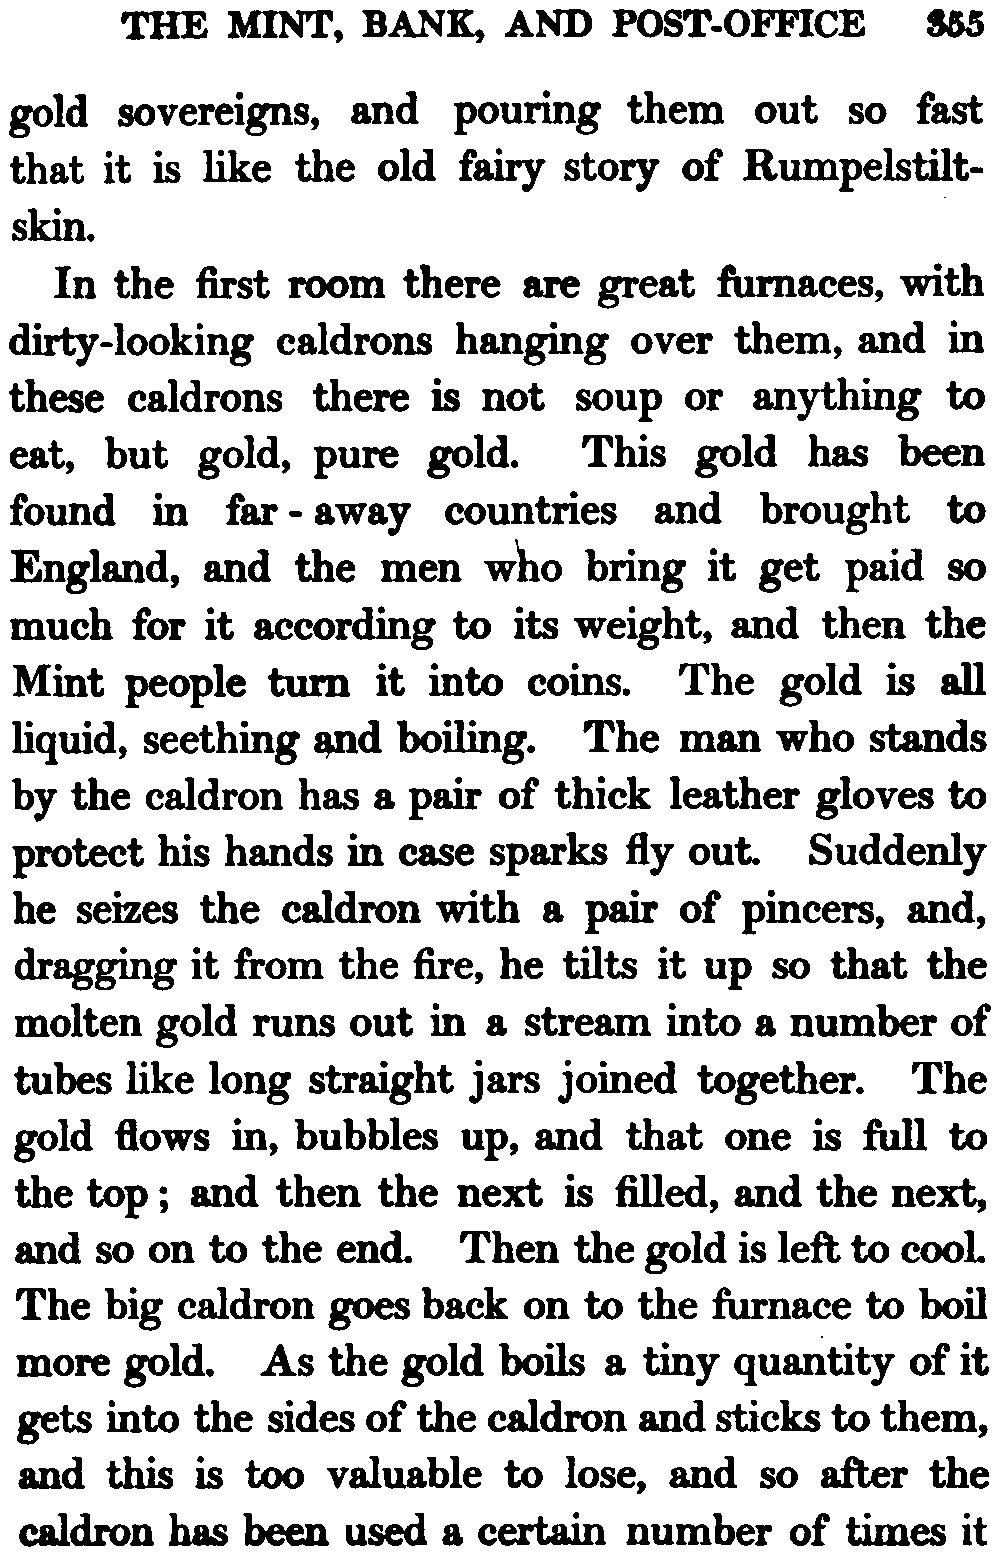 THE MINT, BANK, AND POST-OFFICE 355
gold sovereigns, and pouring them out so fast
that it is like the old fairy story of Rumpelstilt-
skin.
In the first room there are great furnaces, with
dirty-looking caldrons hanging over them, and in
these caldrons there is not soup or anything to
eat, but gold, pure gold. This gold has been
found in far-away countries and brought to
England, and the men who bring it get paid so
much for it according to its weight, and then the
Mint people turn it into coins. The gold is all
liquid, seething and boiling. The man who stands
by the caldron has a pair of thick leather gloves to
protect his hands in case sparks fly out. Suddenly
he seizes the caldron with a pair of pincers, and,
dragging it from the fire, he tilts it up so that the
molten gold runs out in a stream into a number of
tubes like long straight jars joined together. The
gold flows in, bubbles up, and that one is full to
the top; and then the next is filled, and the next,
and so on to the end. Then the gold is left to cool.
The big caldron goes back on to the furnace to boil
more gold. As the gold boils a tiny quantity of it
gets into the sides of the caldron and sticks to them,
and this is too valuable to lose, and so after the
caldron has been used a certain number of times it